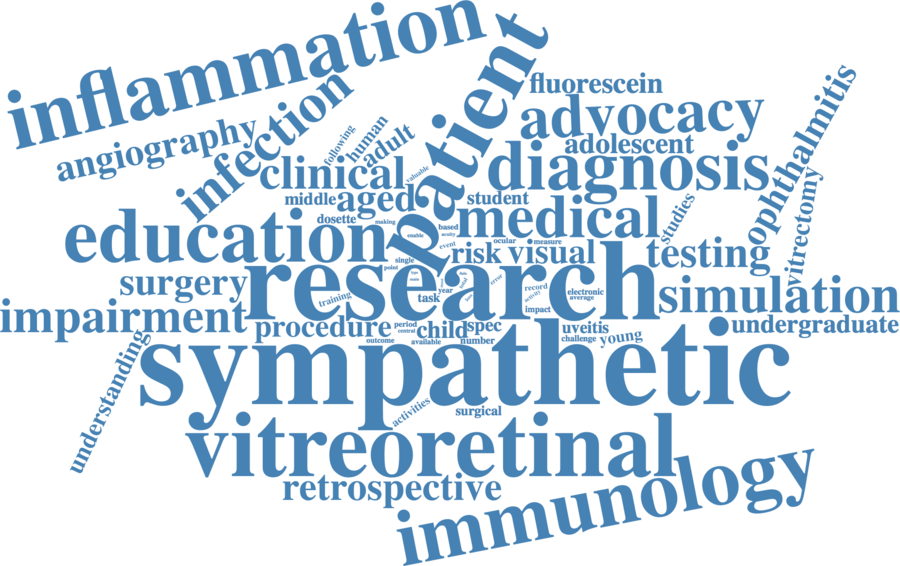 inflammation
patient
fluorescein
infection
advocacy
ophthalmitis
angiography
following
human
adult
adolescent
clinical
valuable
diagnosis
middle
aged
student
studies
vitrectomy
dosette
making
education
enable
based
acuity
medical
event
ocular
measure
risk
visual
testing
single
point
surgery
research
type
year
error
task
record
activity
electronic
average
simulation
training
impact
impairment
procedure
period
central
child
spec
uveitis
undergraduate
outcome
available
number
challenge
young
understanding
sympathetic
activities
surgical
vitreoretinal
retrospective
immunology